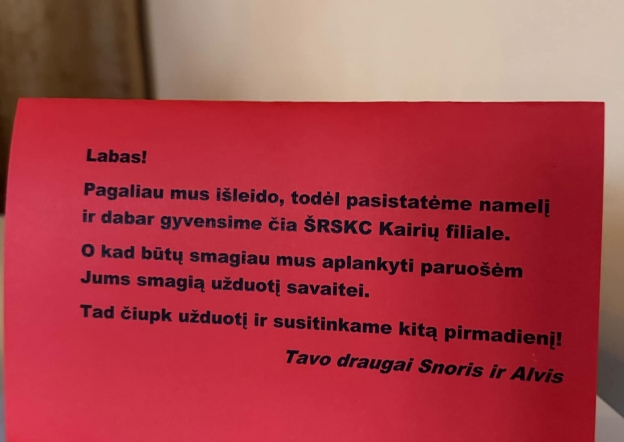 Labas!
Pagaliau mus išleido, todėl pasistatėme namelį
ir dabar gyvensime čia ŠRSKC Kairių filiale.
O kad būtų smagiau mus aplankyti paruošėm
Jums smagią užduotį savaitei.
Tad čiupk užduotį ir susitinkame kitą pirmadienį!
Tavo draugai Snoris ir Alvis